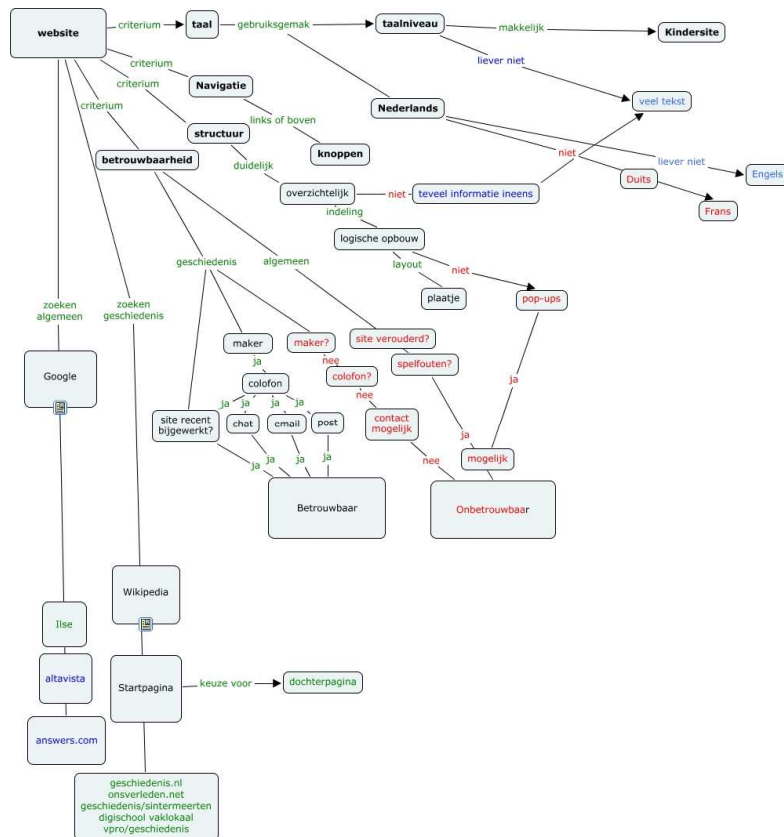 website
criterium
taal
gebruiksgemak
taalniveau
makkelijk
Kindersite
criterium
criterium
criterium
liever niet
Navigatie
veel tekst
Nederlands
links of boven
structuur
knoppen
betrouwbaarheid
duidelijk
niet
liever niet
Duits
Engels
Frans
overzichtelijk
niet
teveel informatie ineens
indeling
logische opbouw
geschiedenis
algemeen
layout
niet
plaatje
pop-ups
zoeken
algemeen
zoeken
geschiedenis
Google
maker
maker?
site verouderd?
ja
nee
spelfouten?
colofon
colofon?
ja
ja
ja
ja
nee
ja
site recent
bijgewerkt?
chat
email
post
contact
mogelijk
ja
ja
ja
ja
ja
nee
mogelijk
Betrouwbaar
Onbetrouwbaar
Wikipedia
Ilse
altavista
Startpagina
keuze voor
dochterpagina
answers.com
geschiedenis.nl
onsverleden.net
geschiedenis/sintermeerten
digischool vaklokaal
vpro/geschiedenis